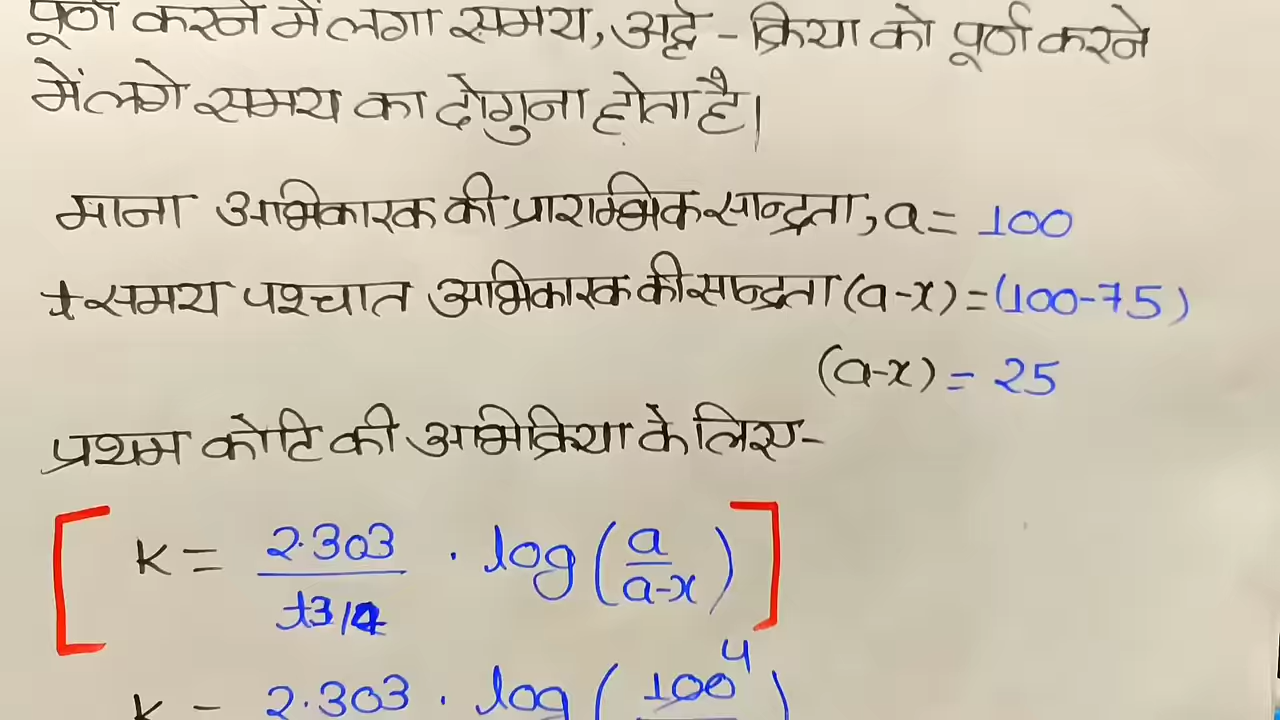 पूर्ण करने में लगा समय, अर्द्ध - क्रिया को पूर्ण करने
में लगे समय का दोगुना होता है।
माना अभिकारक की प्रारम्भिक सान्द्रता, a = 100
t समय पश्चात अभिकारक की सान्द्रता (a-x) = (100-75)
(a-x) = 25
प्रथम कोटि की अभिक्रिया के लिए-
[ K = 2.303 / t3/4 . log (a / a-x) ]
K = 2.303 . log ( 100 4 )